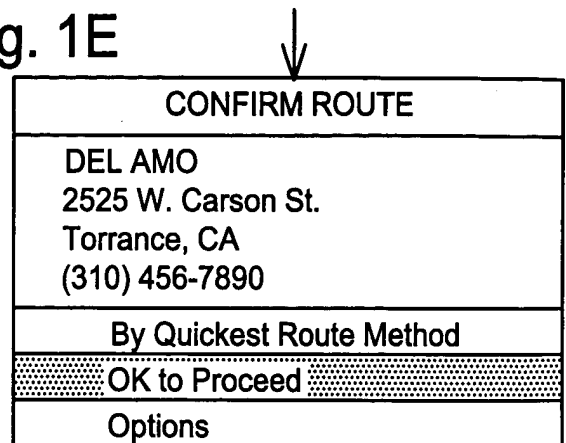 g. 1E
CONFIRM ROUTE
DEL AMO
2525 W. Carson St.
Torrance, CA
(310) 456-7890
By Quickest Route Method
OK to Proceed
Options